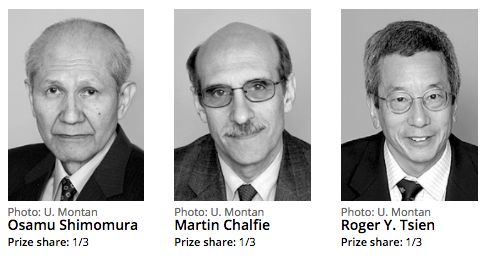 Photo: U. Montan
Osamu Shimomura
Prize share: 1/3
Photo: U. Montan
Martin Chalfie
Prize share: 1/3
Photo: U. Montan
Roger Y. Tsien
Prize share: 1/3